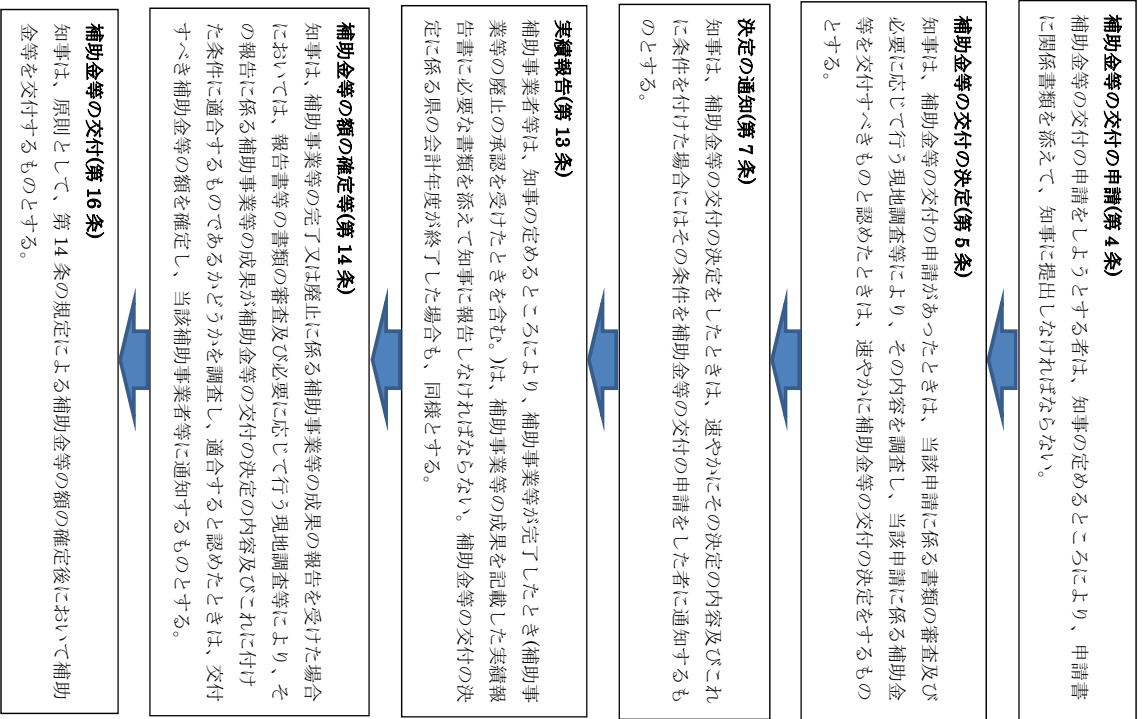 補助金等の交付の申請(第 4 条)
補助金等の交付の申請をしようとする者は、知事の定めるところにより、申請書
に関係書類を添えて、知事に提出しなければならない。
補助金等の交付の決定(第 5 条)
知事は、補助金等の交付の申請があったときは、当該申請に係る書類の審査及び
必要に応じて行う現地調査等により、その内容を調査し、当該申請に係る補助金
等を交付すべきものと認めたときは、速やかに補助金等の交付の決定をするもの
とする。
決定の通知(第 7 条)
知事は、補助金等の交付の決定をしたときは、速やかにその決定の内容及びこれ
に条件を付けた場合にはその条件を補助金等の交付の申請をした者に通知するも
のとする。
実績報告(第 13 条)
補助事業者等は、知事の定めるところにより、補助事業等が完了したとき(補助事
業等の廃止の承認を受けたときを含む。)は、補助事業等の成果を記載した実績報
告書に必要な書類を添えて知事に報告しなければならない。補助金等の交付の決
定に係る県の会計年度が終了した場合も、同様とする。
補助金等の額の確定等(第 14 条)
知事は、補助事業等の完了又は廃止に係る補助事業等の成果の報告を受けた場合
においては、報告書等の書類の審査及び必要に応じて行う現地調査等により、そ
の報告に係る補助事業等の成果が補助金等の交付の決定の内容及びこれに付け
た条件に適合するものであるかどうかを調査し、適合すると認めたときは、交付
すべき補助金等の額を確定し、当該補助事業者等に通知するものとする。
補助金等の交付(第 16 条)
知事は、原則として、第 14 条の規定による補助金等の額の確定後において補助
金等を交付するものとする。